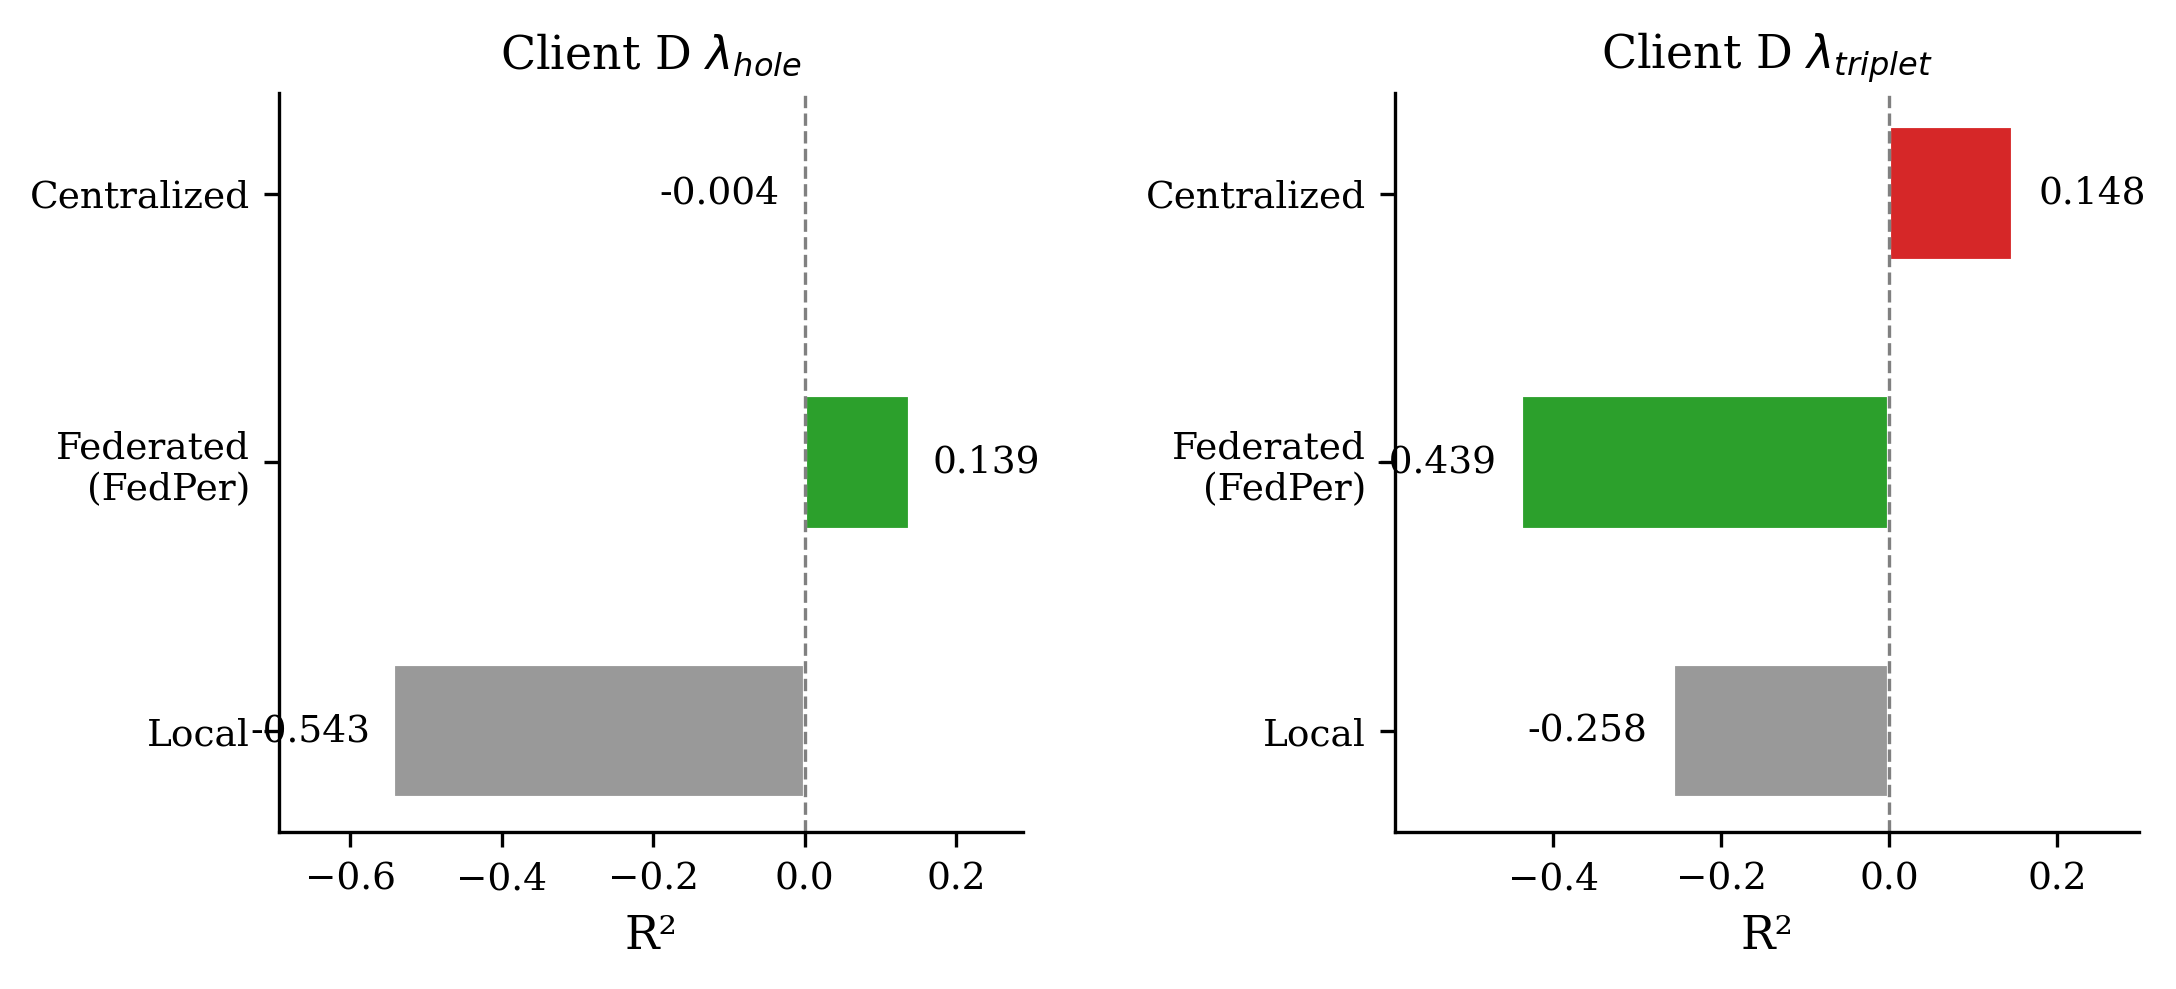 Client D λhole
Centralized
-0.004
Federated
(FedPer)
0.139
Local
-0.543
−0.6 −0.4 −0.2 0.0 0.2
R²
Client D λtriplet
Centralized
0.148
Federated
(FedPer)
-0.439
Local
-0.258
−0.4 −0.2 0.0 0.2
R²